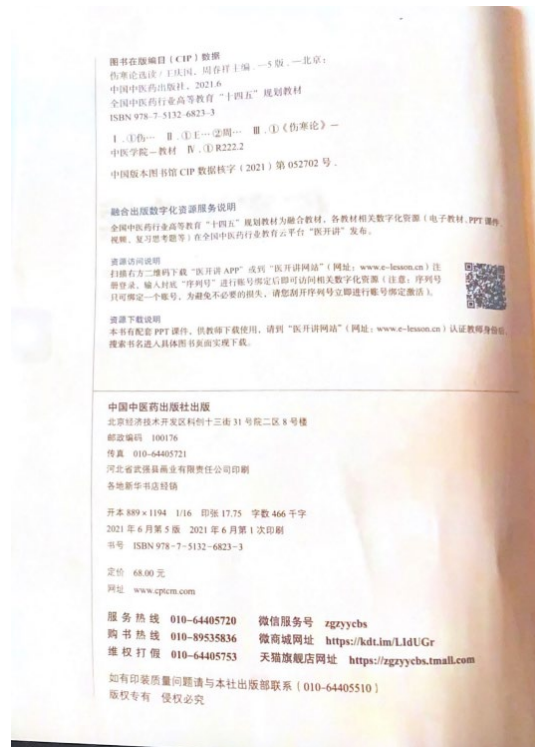 图书在版编目（CIP）数据
伤寒论选读/王庆国，周春祥主编．—5版．—北京：
中国中医药出版社，2021.6
全国中医药行业高等教育“十四五”规划教材
ISBN 978-7-5132-6823-3
Ⅰ．①伤… Ⅱ．①王…②周… Ⅲ．①《伤寒论》—
中医学院—教材 Ⅳ．①R222.2
中国版本图书馆CIP数据核字（2021）第052702号
融合出版数字化资源服务说明
全国中医药行业高等教育“十四五”规划教材为融合教材，各教材相关数字化资源（电子教材、PPT课件、
视频、复习思考题等）在全国中医药行业教育云平台“医开讲”发布。
资源访问说明
扫描右方二维码下载“医开讲APP”或到“医开讲网站”（网址：www.e-lesson.cn）注
册登录，输入封底“序列号”进行账号绑定后即可访问相关数字化资源（注意：序列号
只可绑定一个账号，为避免不必要的损失，请您刮开序列号立即进行账号绑定激活）。
资源下载说明
本书有配套PPT课件，供教师下载使用，请到“医开讲网站”（网址：www.e-lesson.cn）认证教师身份后，
搜索书名进入具体图书页面实现下载。
中国中医药出版社出版
北京经济技术开发区科创十三街31号院二区8号楼
邮政编码 100176
传真 010-64405721
河北省武强县画业有限责任公司印刷
各地新华书店经销
开本 889×1194 1/16 印张 17.75 字数 466千字
2021年6月第5版 2021年6月第1次印刷
书号 ISBN 978-7-5132-6823-3
定价 68.00元
网址 www.cptcm.com
服务热线 010-64405720 微信服务号 zgzyycbs
购书热线 010-89535836 微商城网址 https://kdt.im/LIdUGr
维权打假 010-64405753 天猫旗舰店网址 https://zgzyycbs.tmall.com
如有印装质量问题请与本社出版部联系（010-64405510）
版权专有 侵权必究